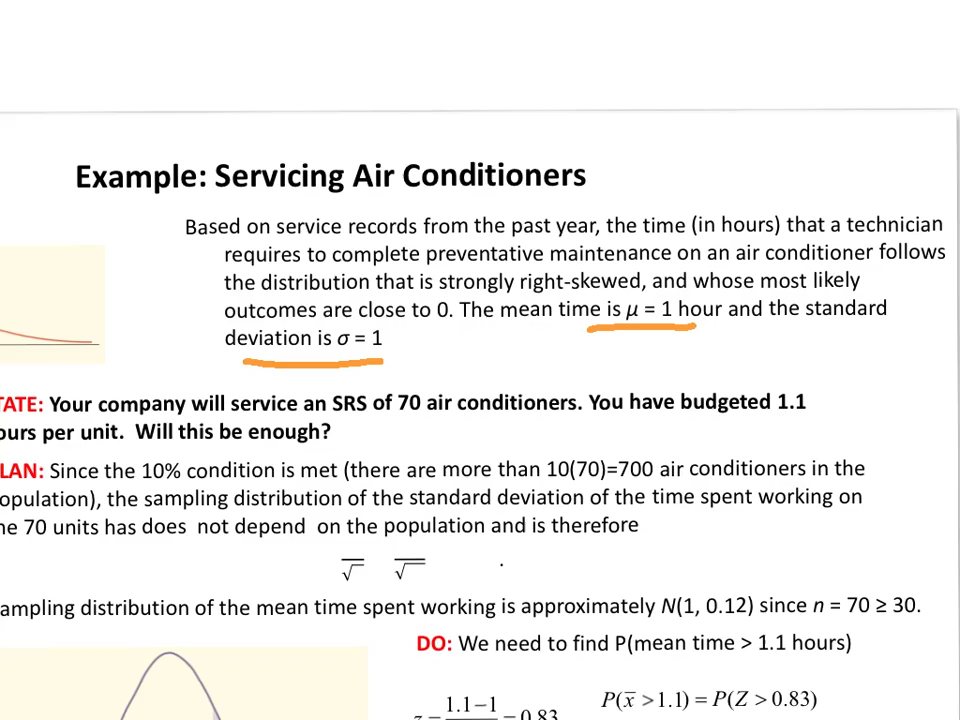 Example: Servicing Air Conditioners
Based on service records from the past year, the time (in hours) that a technician
requires to complete preventative maintenance on an air conditioner follows
the distribution that is strongly right-skewed, and whose most likely
outcomes are close to 0. The mean time is µ = 1 hour and the standard
deviation is σ = 1
TATE: Your company will service an SRS of 70 air conditioners. You have budgeted 1.1
ours per unit. Will this be enough?
LAN: Since the 10% condition is met (there are more than 10(70)=700 air conditioners in the
opulation), the sampling distribution of the standard deviation of the time spent working on
he 70 units has does not depend on the population and is therefore
√ √ .
ampling distribution of the mean time spent working is approximately N(1, 0.12) since n = 70 ≥ 30.
DO: We need to find P(mean time > 1.1 hours)
z = 1.1−1 = 0.83
P(x̅ > 1.1) = P(Z > 0.83)